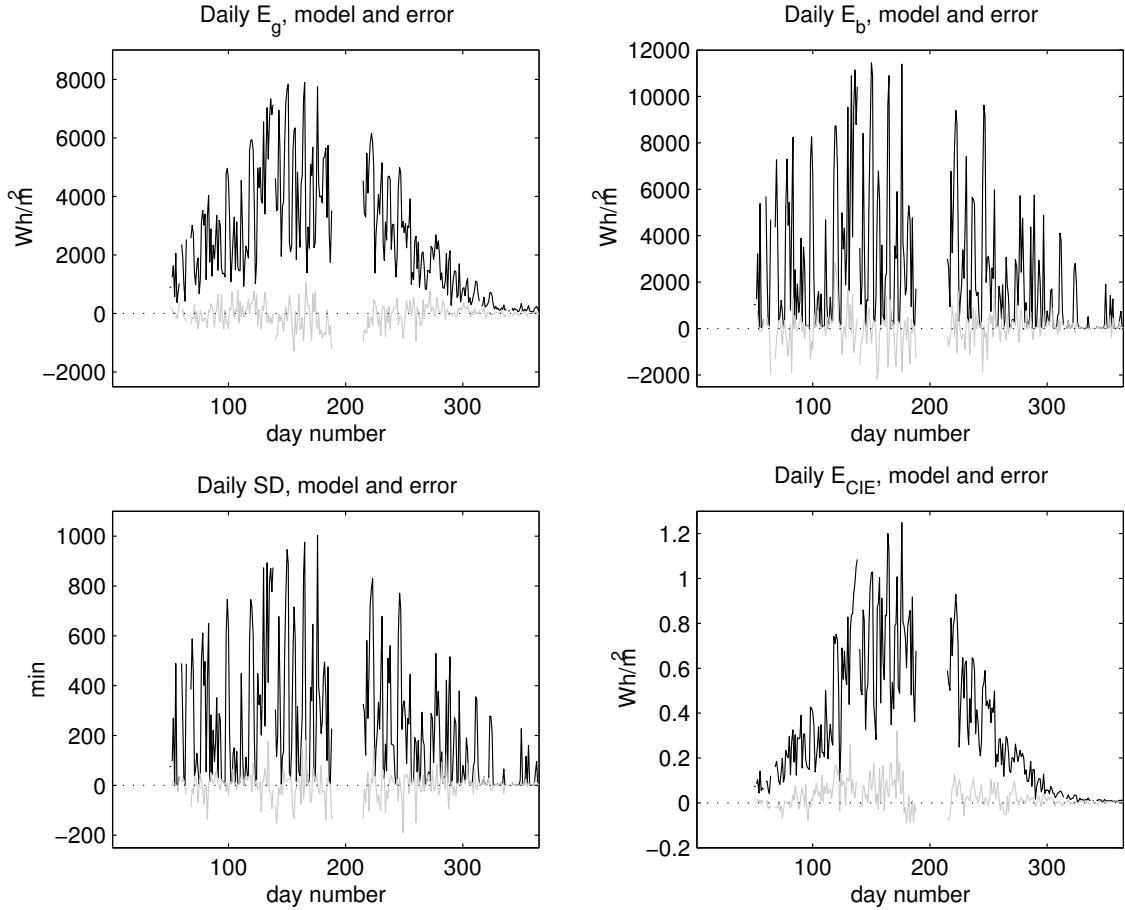 Daily E_g, model and error
8000
6000
4000
2000
0
−2000
Wh/m²
100 200 300
day number
Daily E_b, model and error
12000
10000
8000
6000
4000
2000
0
−2000
Wh/m²
100 200 300
day number
Daily SD, model and error
1000
800
600
400
200
0
−200
min
100 200 300
day number
Daily E_CIE, model and error
1.2
1
0.8
0.6
0.4
0.2
0
−0.2
Wh/m²
100 200 300
day number